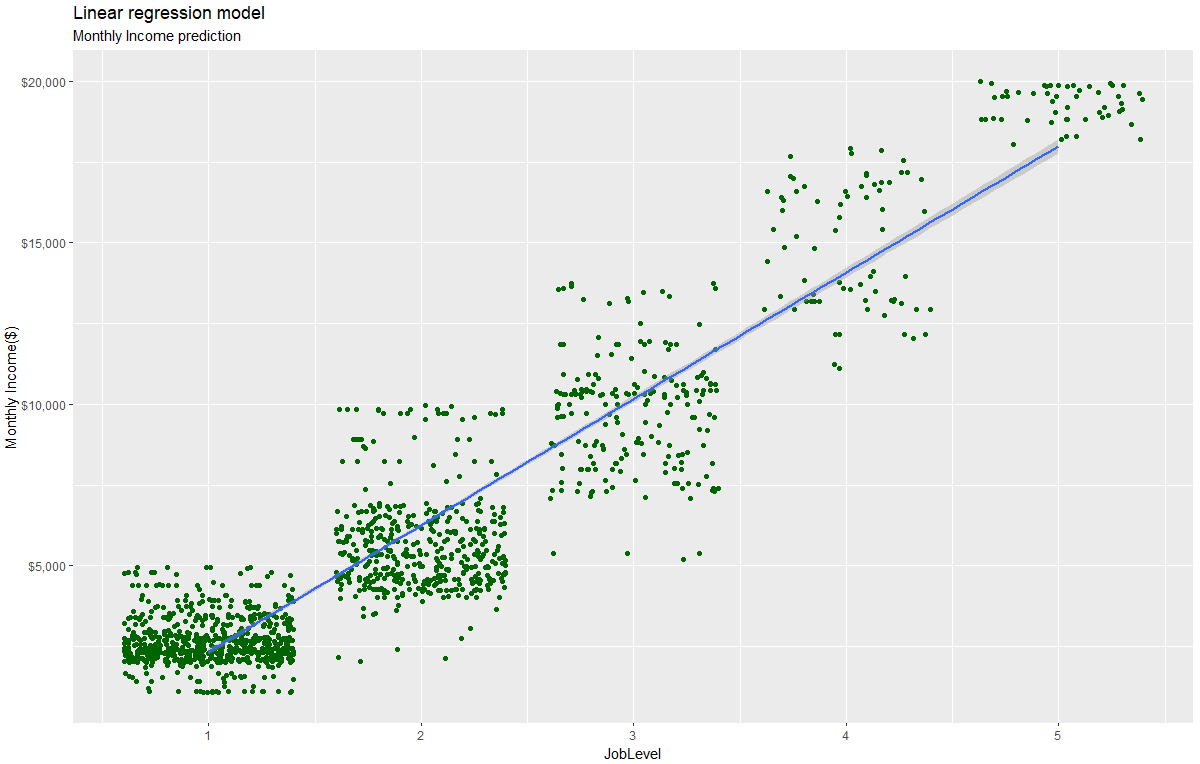 Linear regression model
Monthly Income prediction
$20,000
$15,000
$10,000
$5,000
Monthly Income($)
1 2 3 4 5
JobLevel